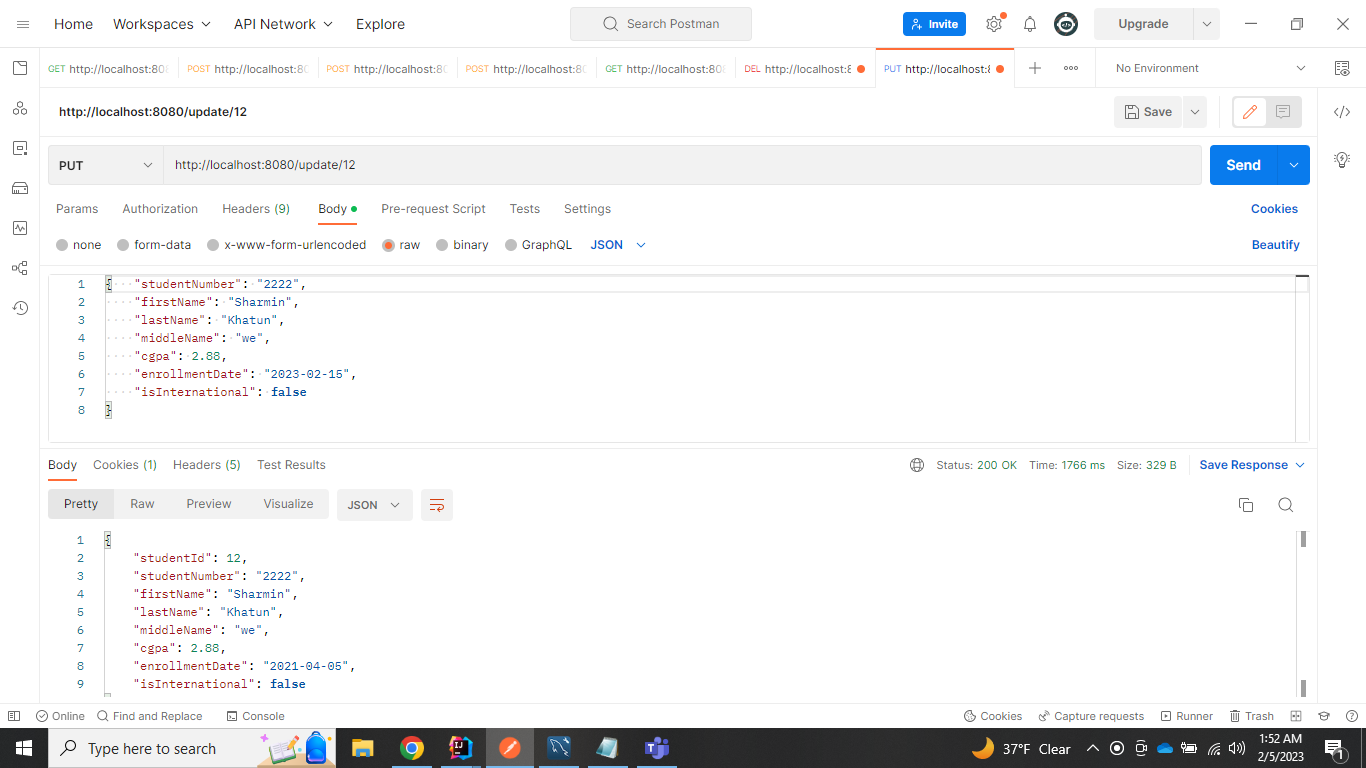 Home Workspaces API Network Explore Search Postman Invite Upgrade
GET http://localhost:808 POST http://localhost:80 POST http://localhost:80 POST http://localhost:80 GET http://localhost:808 DEL http://localhost:8 PUT http://localhost:8 No Environment
http://localhost:8080/update/12 Save
PUT http://localhost:8080/update/12 Send
Params Authorization Headers (9) Body Pre-request Script Tests Settings Cookies
none form-data x-www-form-urlencoded raw binary GraphQL JSON Beautify
1 { "studentNumber": "2222",
2 "firstName": "Sharmin",
3 "lastName": "Khatun",
4 "middleName": "we",
5 "cgpa": 2.88,
6 "enrollmentDate": "2023-02-15",
7 "isInternational": false
8 }
Body Cookies (1) Headers (5) Test Results Status: 200 OK Time: 1766 ms Size: 329 B Save Response
Pretty Raw Preview Visualize JSON
1 {
2 "studentId": 12,
3 "studentNumber": "2222",
4 "firstName": "Sharmin",
5 "lastName": "Khatun",
6 "middleName": "we",
7 "cgpa": 2.88,
8 "enrollmentDate": "2021-04-05",
9 "isInternational": false
Online Find and Replace Console Cookies Capture requests Runner Trash
Type here to search 37°F Clear 1:52 AM
2/5/2023 1